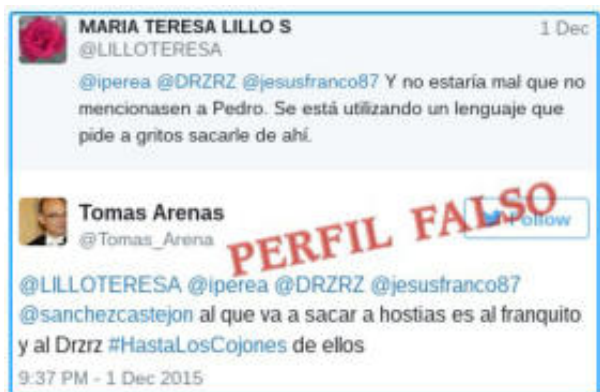 MARIA TERESA LILLO S
1 Dec
@LILLOTERESA
@iperea @DRZRZ @jesusfranco87 Y no estaría mal que no
mencionasen a Pedro. Se está utilizando un lenguaje que
pide a gritos sacarle de ahí.
Tomas Arenas
Follow
@Tomas_Arena
PERFIL FALSO
@LILLOTERESA @iperea @DRZRZ @jesusfranco87
@sanchezcastejon al que va a sacar a hostias es al franquito
y al Drzrz #HastaLosCojones de ellos
9:37 PM - 1 Dec 2015